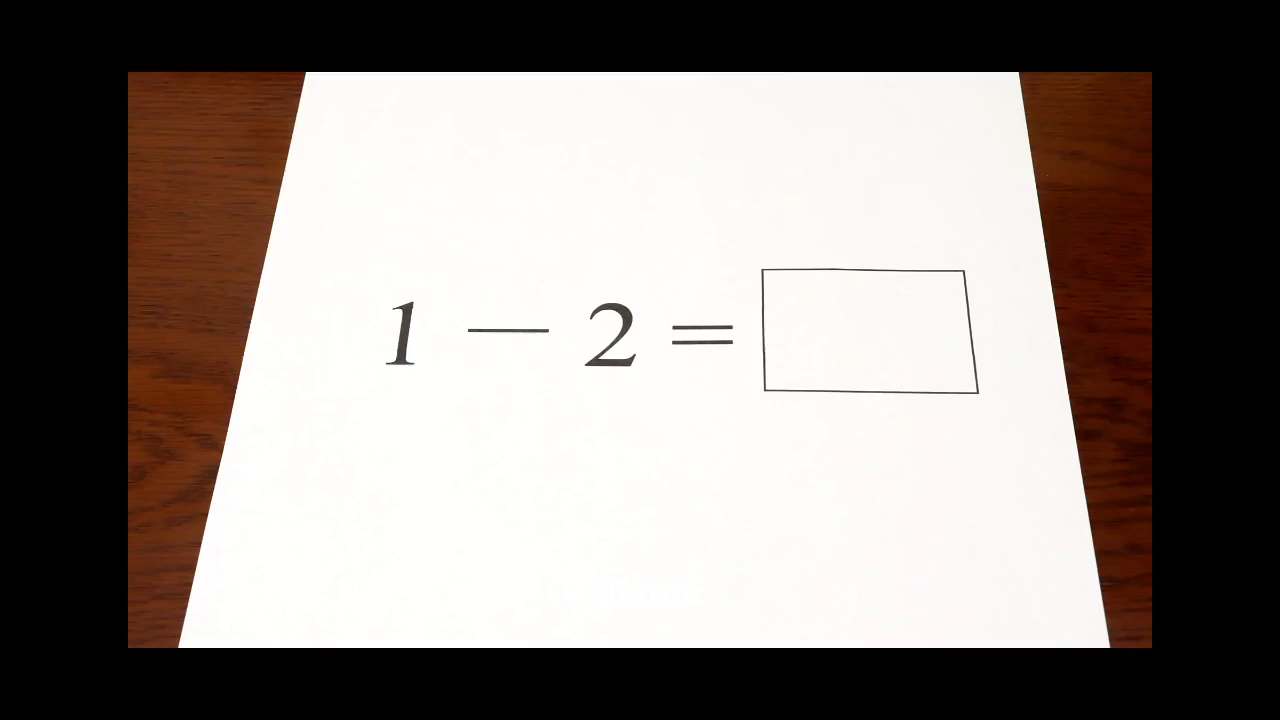 1 − 2 =